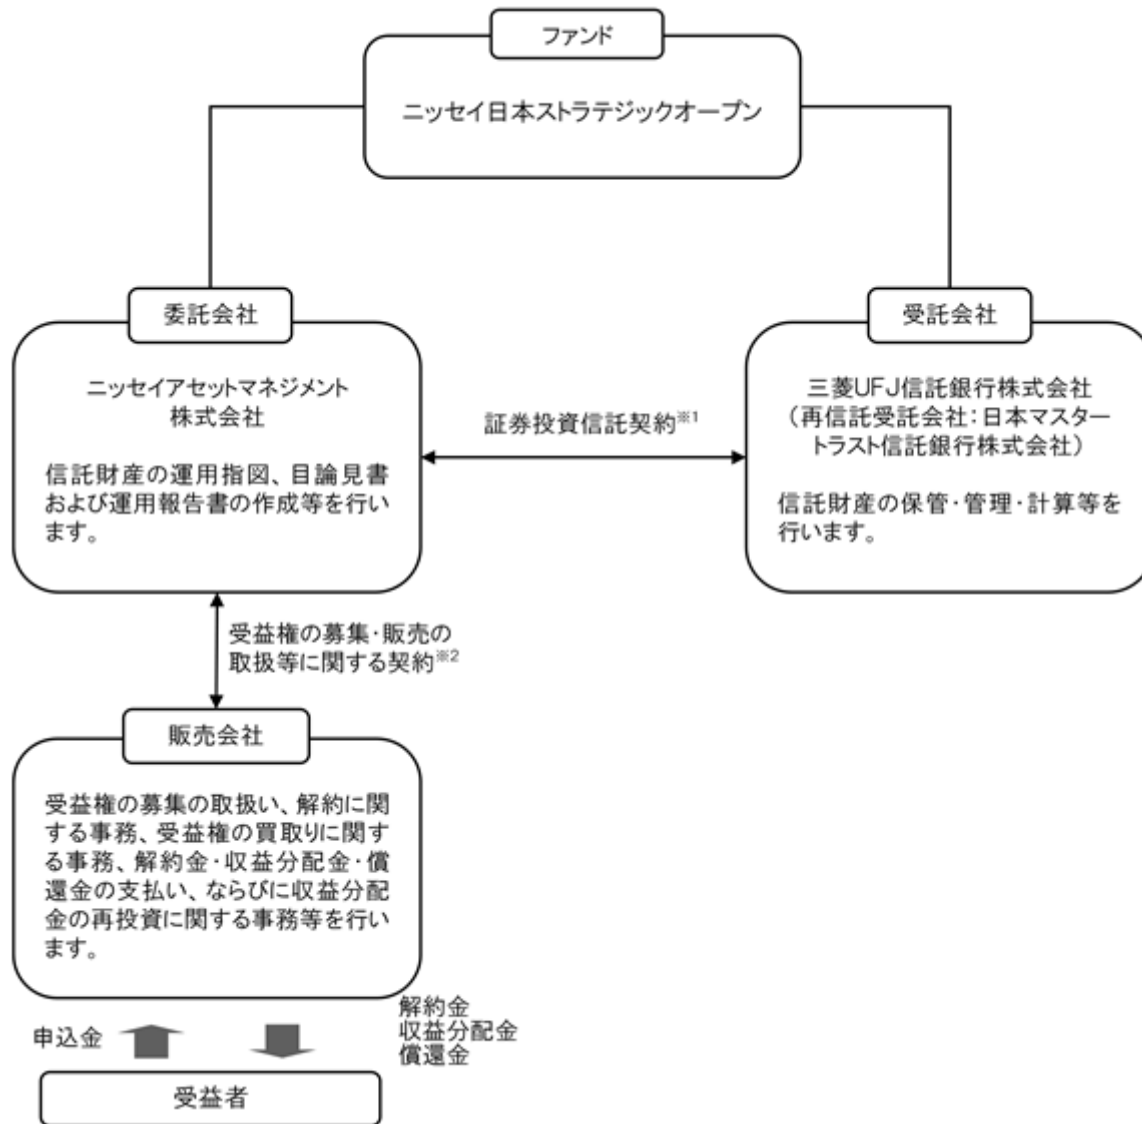 ファンド
ニッセイ日本ストラテジックオープン
委託会社
ニッセイアセットマネジメント
株式会社
信託財産の運用指図、目論見書
および運用報告書の作成等を行い
ます。
証券投資信託契約※1
受託会社
三菱UFJ信託銀行株式会社
（再信託受託会社：日本マスター
トラスト信託銀行株式会社）
信託財産の保管・管理・計算等を
行います。
受益権の募集・販売の
取扱等に関する契約※2
販売会社
受益権の募集の取扱い、解約に関
する事務、受益権の買取りに関す
る事務、解約金・収益分配金・償
還金の支払い、ならびに収益分配
金の再投資に関する事務等を行い
ます。
申込金
解約金
収益分配金
償還金
受益者